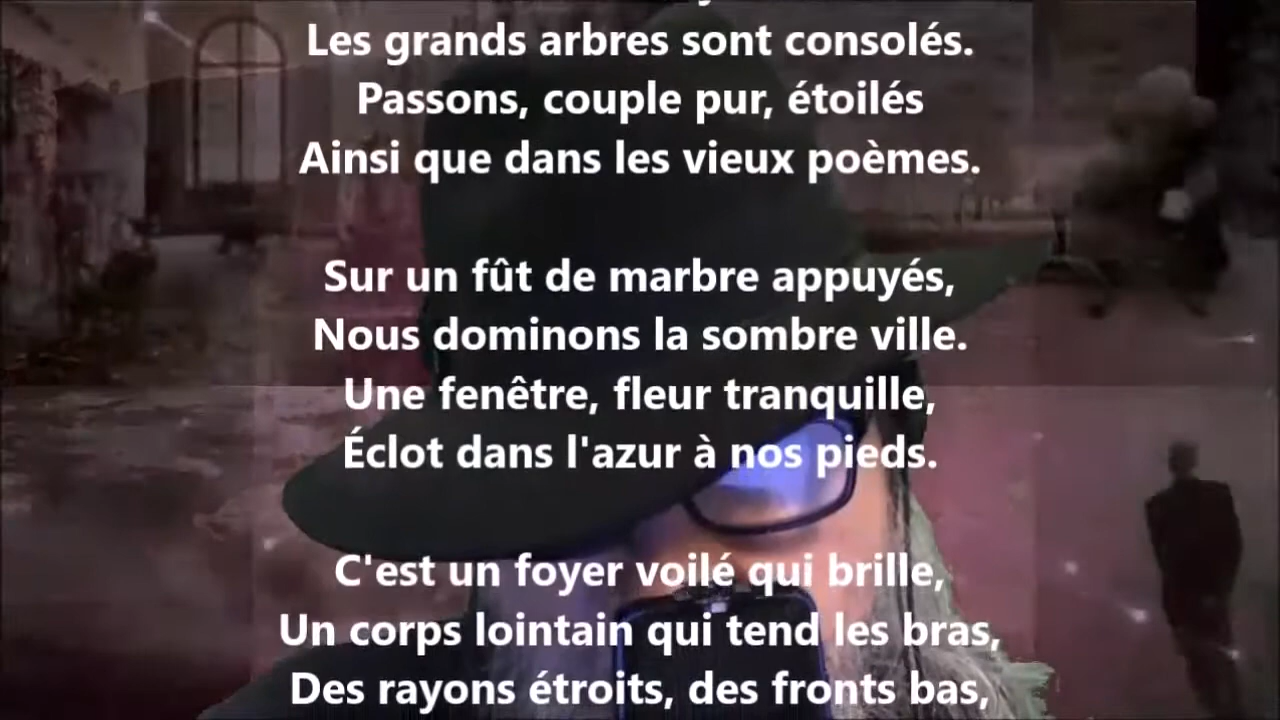 Les grands arbres sont consolés.
Passons, couple pur, étoilés
Ainsi que dans les vieux poèmes.
Sur un fût de marbre appuyés,
Nous dominons la sombre ville.
Une fenêtre, fleur tranquille,
Éclot dans l'azur à nos pieds.
C'est un foyer voilé qui brille,
Un corps lointain qui tend les bras,
Des rayons étroits, des fronts bas,